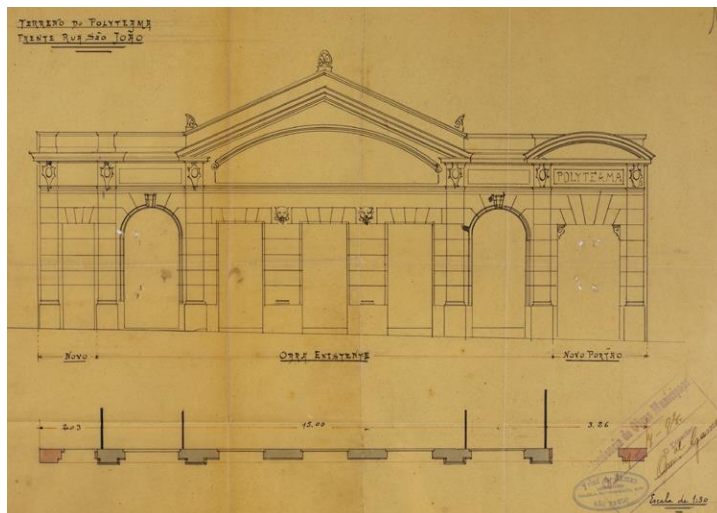 TERRENO DO POLYTEAMA
FRENTE RUA SÃO JOÃO
POLYTEAMA
NOVO
OBRA EXISTENTE
NOVO PORTÃO
2.03
15.00
3.26
Escala de 1:50